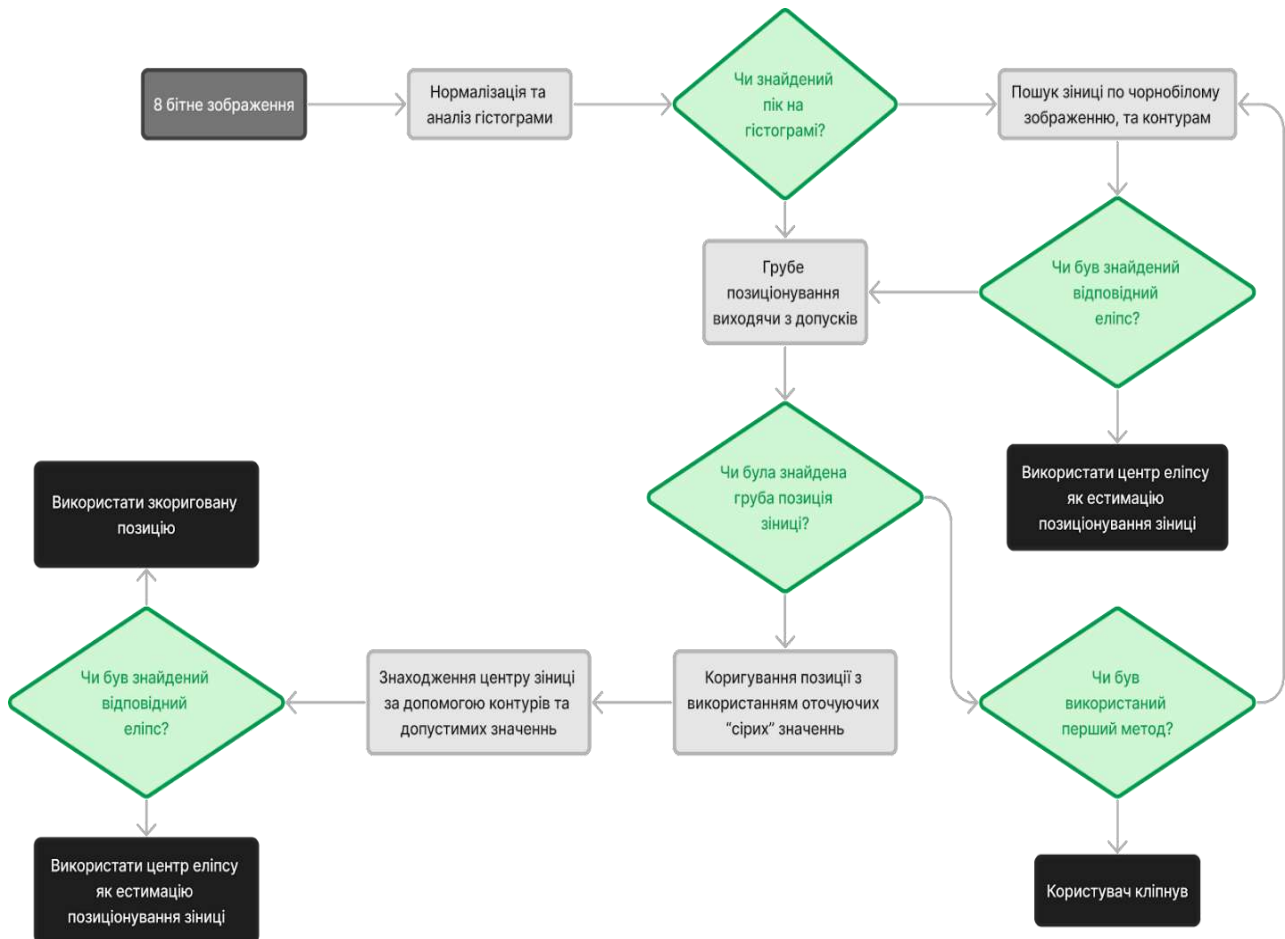 8 бітне зображення
Нормалізація та
аналіз гістограми
Чи знайдений
пік на
гістограмі?
Пошук зіниці по чорнобілому
зображенню, та контурам
Грубе
позиціонування
виходячи з допусків
Чи був знайдений
відповідний
еліпс?
Чи була знайдена
груба позиція
зіниці?
Використати центр еліпсу
як естимацію
позиціонування зіниці
Використати зкориговану
позицію
Чи був знайдений
відповідний
еліпс?
Знаходження центру зіниці
за допомогою контурів та
допустимих значеннь
Коригування позиції з
використанням оточуючих
“сірих” значеннь
Чи був
використаний
перший метод?
Використати центр еліпсу
як естимацію
позиціонування зіниці
Користувач кліпнув